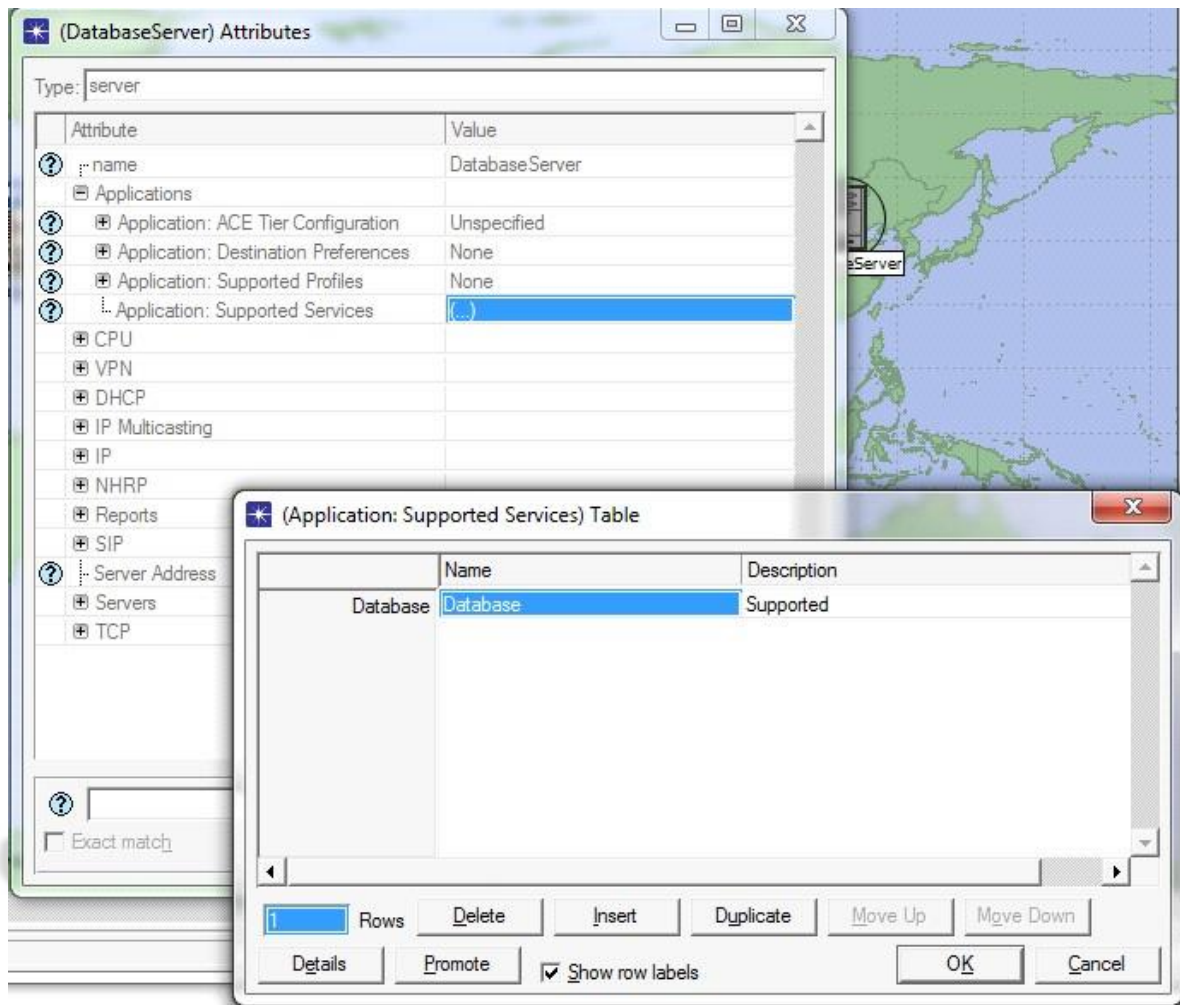 (DatabaseServer) Attributes
Type: server
Attribute Value
name DatabaseServer
Applications
Application: ACE Tier Configuration Unspecified
Application: Destination Preferences None
Application: Supported Profiles None
Application: Supported Services (...)
CPU
VPN
DHCP
IP Multicasting
IP
NHRP
Reports
SIP
Server Address
Servers
TCP
Exact match
eServer
(Application: Supported Services) Table
Name Description
Database Database Supported
1 Rows Delete Insert Duplicate Move Up Move Down
Details Promote Show row labels OK Cancel